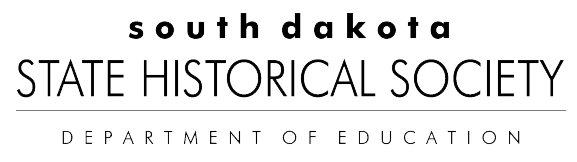 south dakota
STATE HISTORICAL SOCIETY
DEPARTMENT OF EDUCATION